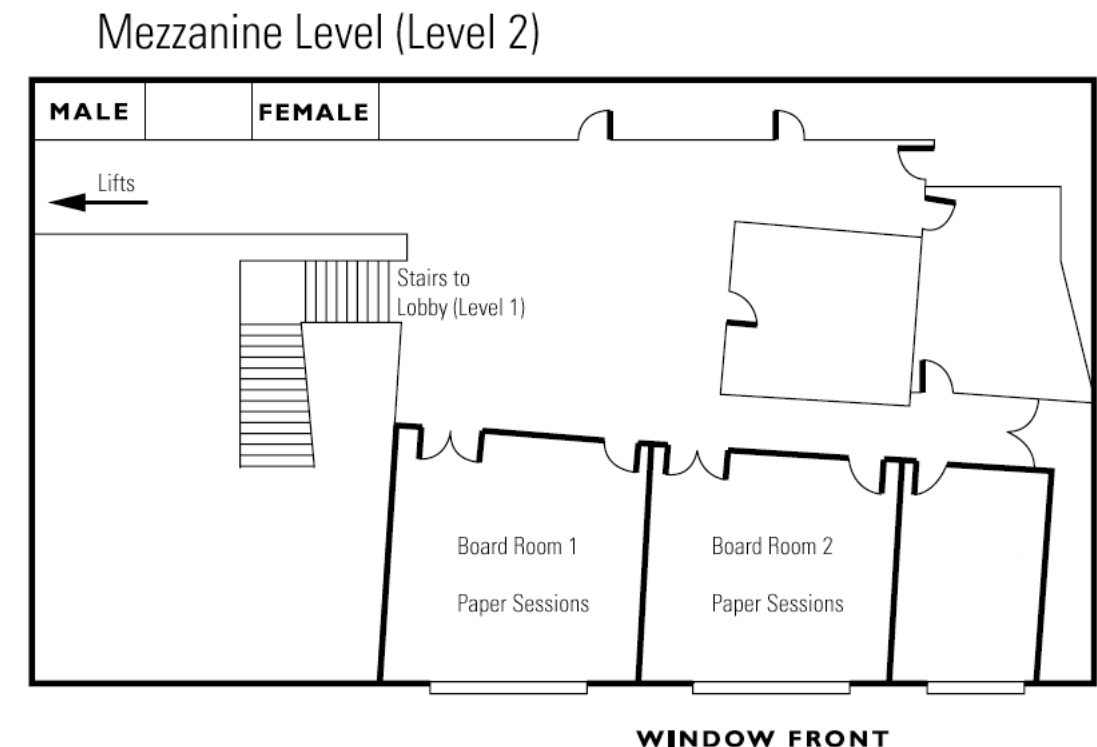 Mezzanine Level (Level 2)
MALE
FEMALE
Lifts
Stairs to
Lobby (Level 1)
Board Room 1
Paper Sessions
Board Room 2
Paper Sessions
WINDOW FRONT